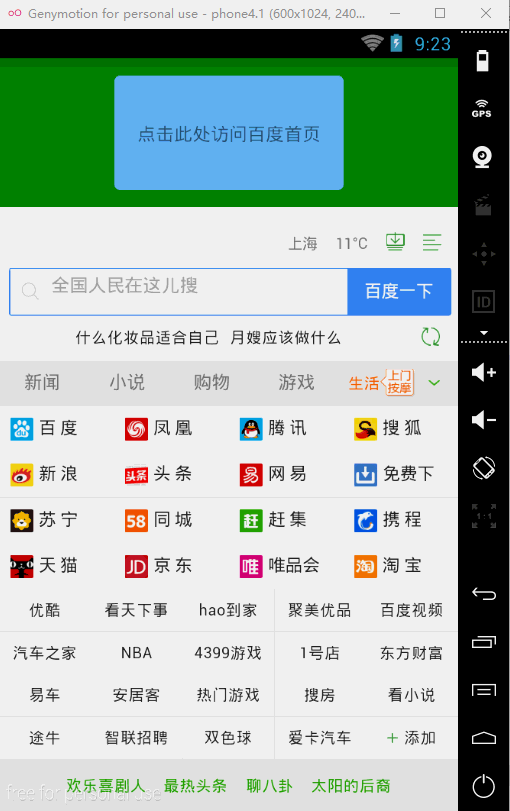 Genymotion for personal use - phone4.1 (600x1024, 240...
9:23
点击此处访问百度首页
GPS
上海 11°C
全国人民在这儿搜 百度一下
什么化妆品适合自己 月嫂应该做什么
ID
新闻 小说 购物 游戏 生活 上门按摩
百度 凤凰 腾讯 搜狐
新浪 头条 头条 易 网易 免费下
苏宁 58 同城 赶 赶集 携程
1:1
天猫 JD 京东 唯 唯品会 淘 淘宝
优酷 看天下事 hao到家 聚美优品 百度视频
汽车之家 NBA 4399游戏 1号店 东方财富
易车 安居客 热门游戏 搜房 看小说
途牛 智联招聘 双色球 爱卡汽车 + 添加
欢乐喜剧人 最热头条 聊八卦 太阳的后裔
free for personal use